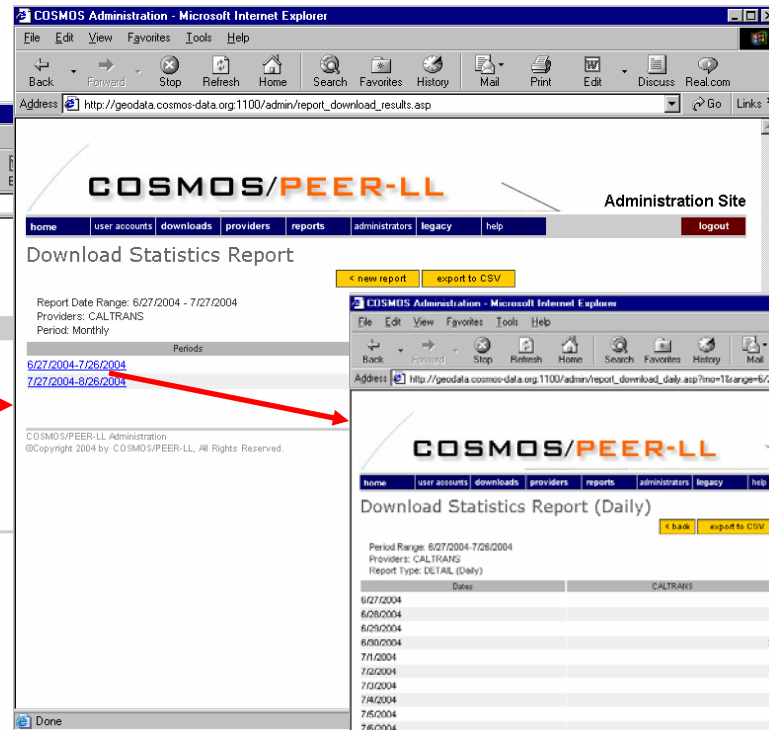 COSMOS Administration - Microsoft Internet Explorer
File Edit View Favorites Tools Help
Back Forward Stop Refresh Home Search Favorites History Mail Print Edit Discuss Real.com
Address http://geodata.cosmos-data.org:1100/admin/report_download_results.asp Go Links
COSMOS/PEER-LL
Administration Site
home user accounts downloads providers reports administrators legacy help logout
Download Statistics Report
< new report export to CSV
Report Date Range: 6/27/2004 - 7/27/2004
Providers: CALTRANS
Period: Monthly
Periods
6/27/2004-7/26/2004
7/27/2004-8/26/2004
COSMOS/PEER-LL Administration
©Copyright 2004 by COSMOS/PEER-LL, All Rights Reserved.
Done
COSMOS Administration - Microsoft Internet Explorer
File Edit View Favorites Tools Help
Back Forward Stop Refresh Home Search Favorites History Mail
Address http://geodata.cosmos-data.org:1100/admin/report_download_daily.asp?mo=1&range=6/2
COSMOS/PEER-LL
home user accounts downloads providers reports administrators legacy help
Download Statistics Report (Daily)
< back export to CSV
Period Range: 6/27/2004-7/26/2004
Providers: CALTRANS
Report Type: DETAIL (Daily)
Dates CALTRANS
6/27/2004
6/28/2004
6/29/2004
6/30/2004
7/1/2004
7/2/2004
7/3/2004
7/4/2004
7/5/2004
7/6/2004